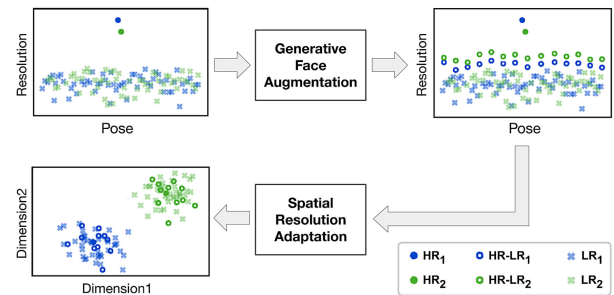 Resolution
Pose
Generative
Face
Augmentation
Resolution
Pose
Dimension2
Dimension1
Spatial
Resolution
Adaptation
HR1 HR-LR1 LR1
HR2 HR-LR2 LR2